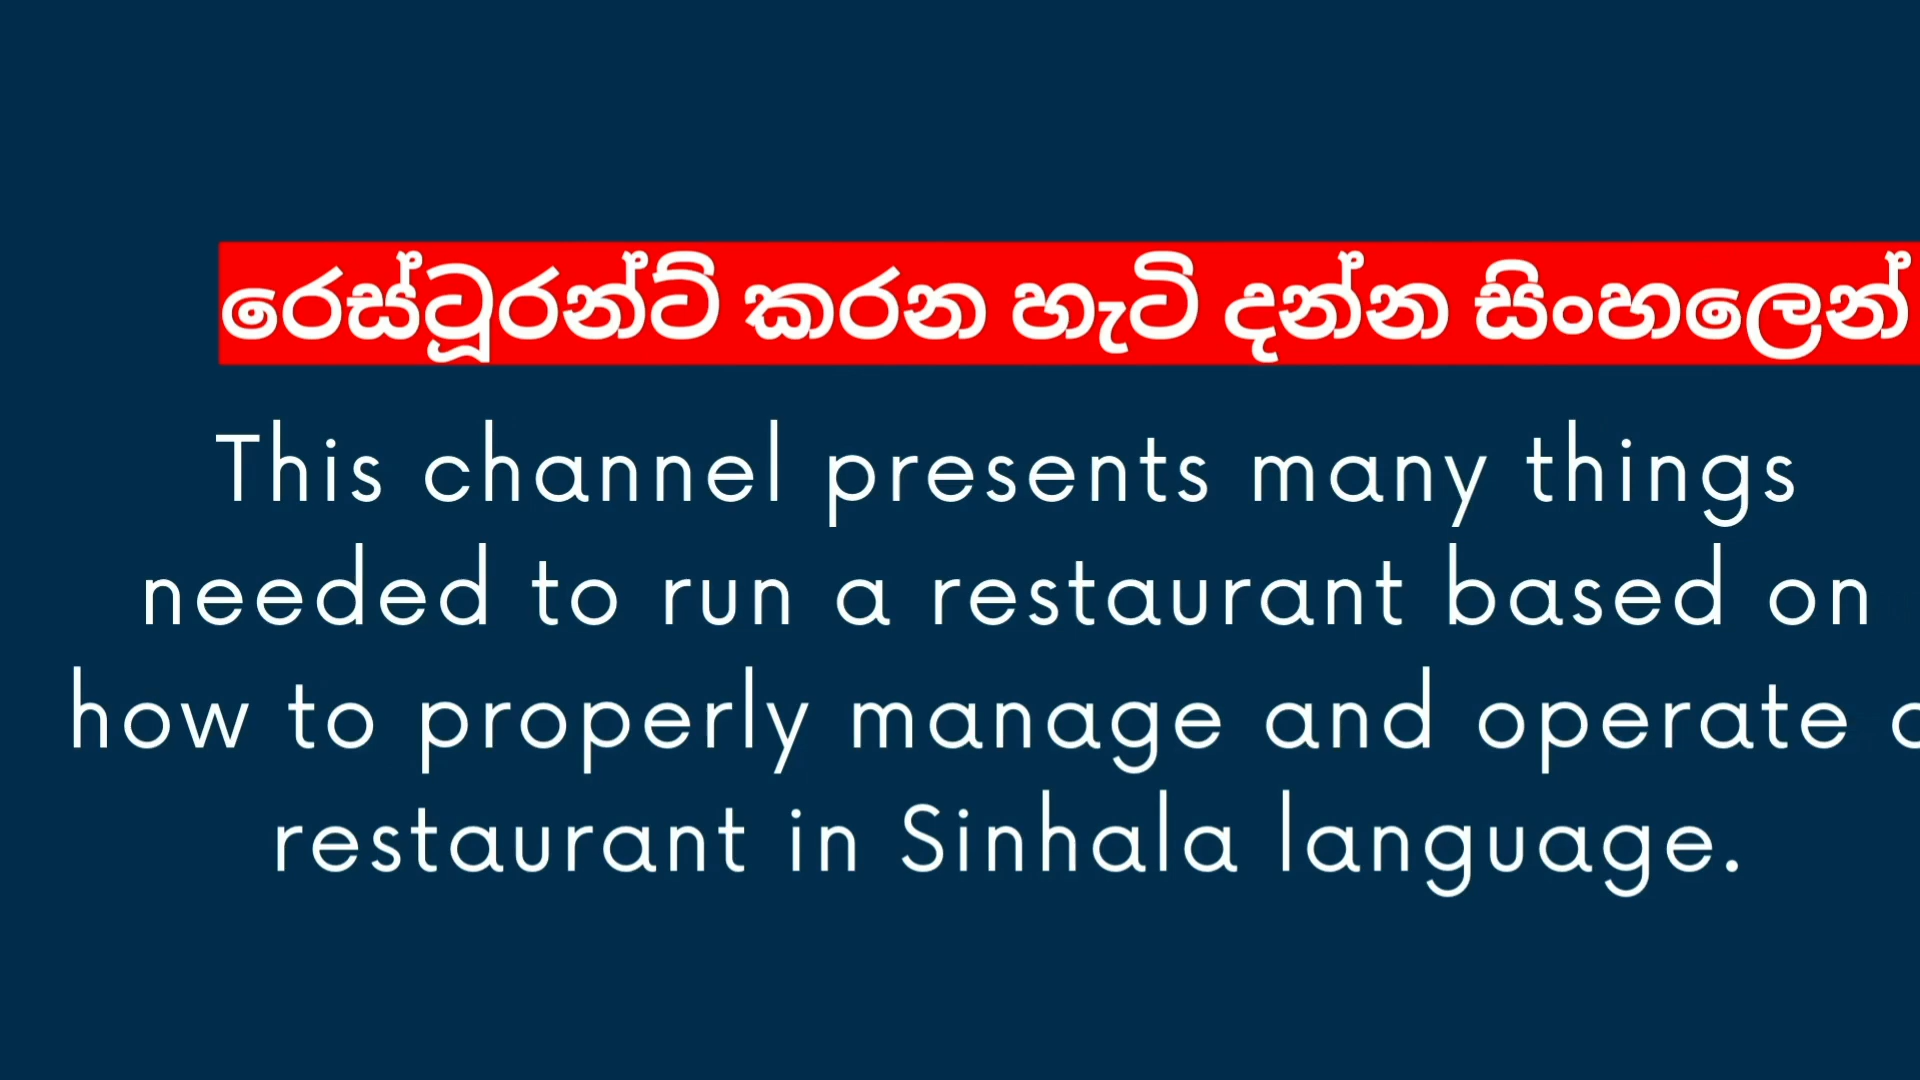 රෙස්ටූරන්ට් කරන හැටි දන්න සිංහලෙන්
This channel presents many things
needed to run a restaurant based on
how to properly manage and operate a
restaurant in Sinhala language.